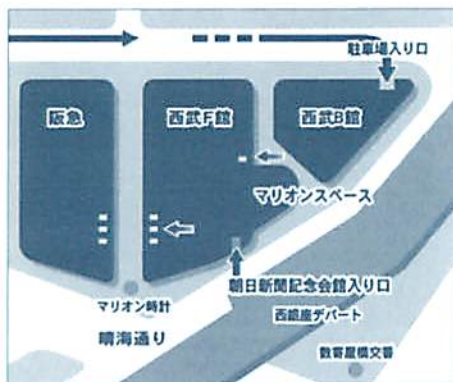 駐車場入り口
阪急
西武F館
西武B館
マリオンスペース
朝日新聞記念会館入り口
マリオン時計
西銀座デパート
晴海通り
数寄屋橋交番